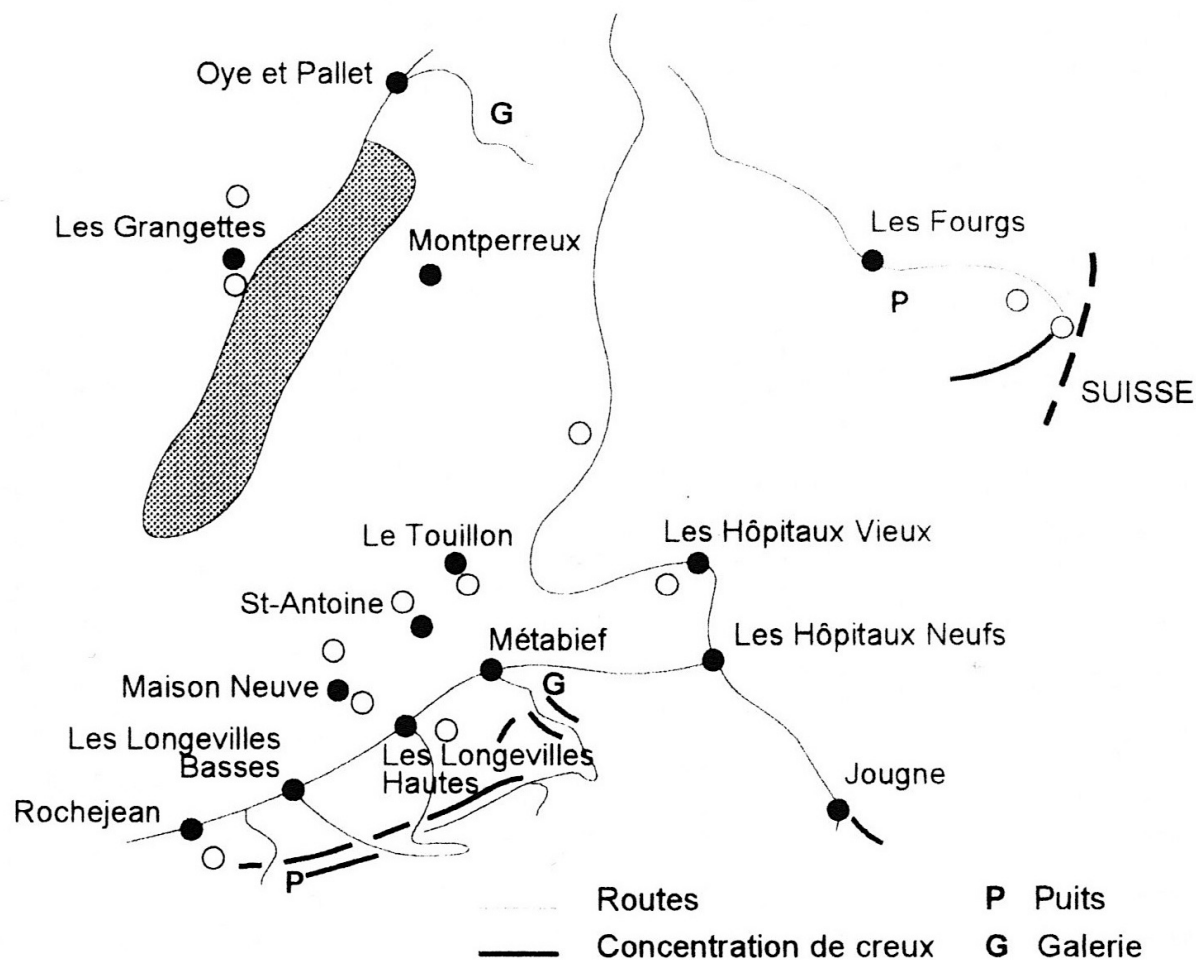 Oye et Pallet
G
Les Grangettes
Montperreux
Les Fourgs
P
SUISSE
Le Touillon
Les Hôpitaux Vieux
St-Antoine
Métabief
Les Hôpitaux Neufs
Maison Neuve
G
Les Longevilles
Basses
Les Longevilles
Hautes
Jougne
Rochejean
P
Routes
P Puits
Concentration de creux
G Galerie